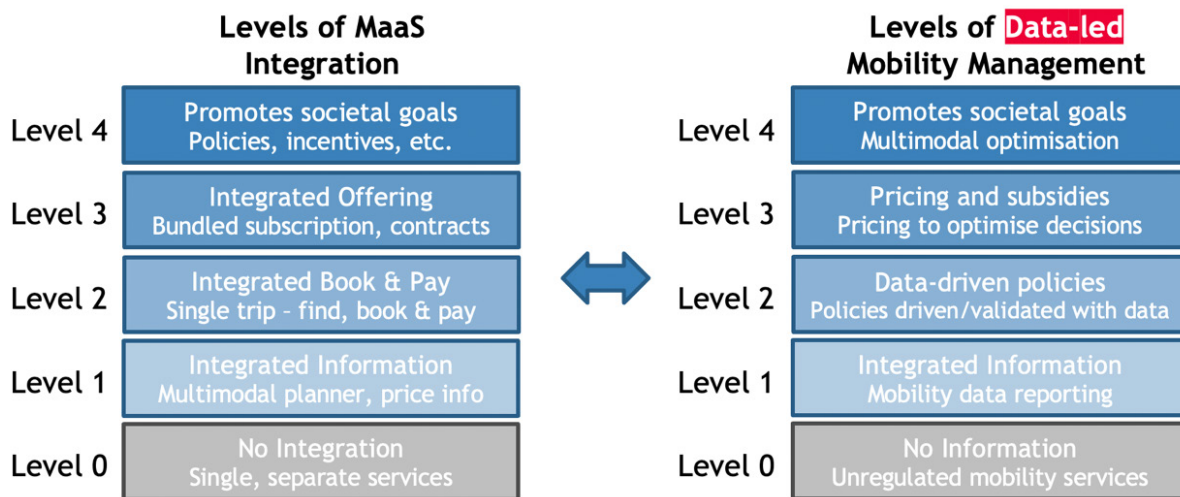 Levels of MaaS
Integration
Level 4
Promotes societal goals
Policies, incentives, etc.
Level 3
Integrated Offering
Bundled subscription, contracts
Level 2
Integrated Book & Pay
Single trip – find, book & pay
Level 1
Integrated Information
Multimodal planner, price info
Level 0
No Integration
Single, separate services
Levels of Data-led
Mobility Management
Level 4
Promotes societal goals
Multimodal optimisation
Level 3
Pricing and subsidies
Pricing to optimise decisions
Level 2
Data-driven policies
Policies driven/validated with data
Level 1
Integrated Information
Mobility data reporting
Level 0
No Information
Unregulated mobility services